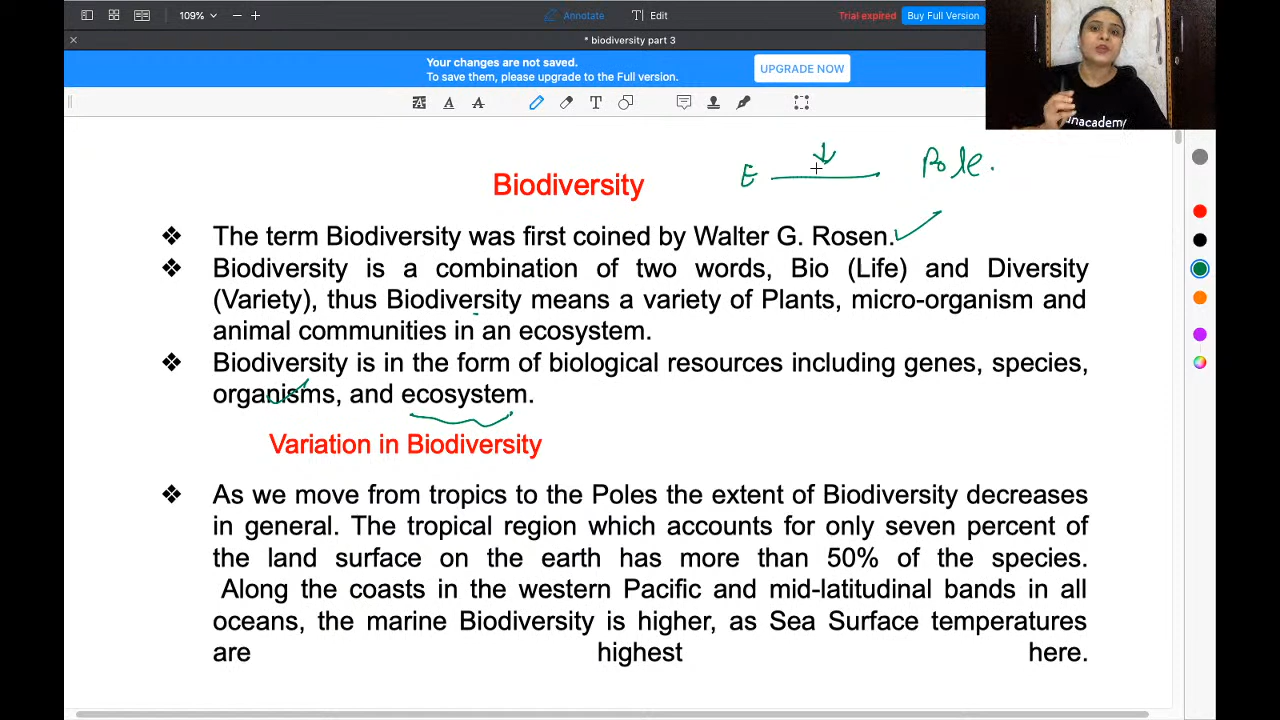 109%
Annotate
Edit
Trial expired
Buy Full Version
* biodiversity part 3
Your changes are not saved.
To save them, please upgrade to the Full version.
UPGRADE NOW
unacademy
E Pole.
Biodiversity
❖ The term Biodiversity was first coined by Walter G. Rosen.
❖ Biodiversity is a combination of two words, Bio (Life) and Diversity
(Variety), thus Biodiversity means a variety of Plants, micro-organism and
animal communities in an ecosystem.
❖ Biodiversity is in the form of biological resources including genes, species,
organisms, and ecosystem.
Variation in Biodiversity
❖ As we move from tropics to the Poles the extent of Biodiversity decreases
in general. The tropical region which accounts for only seven percent of
the land surface on the earth has more than 50% of the species.
Along the coasts in the western Pacific and mid-latitudinal bands in all
oceans, the marine Biodiversity is higher, as Sea Surface temperatures
are highest here.